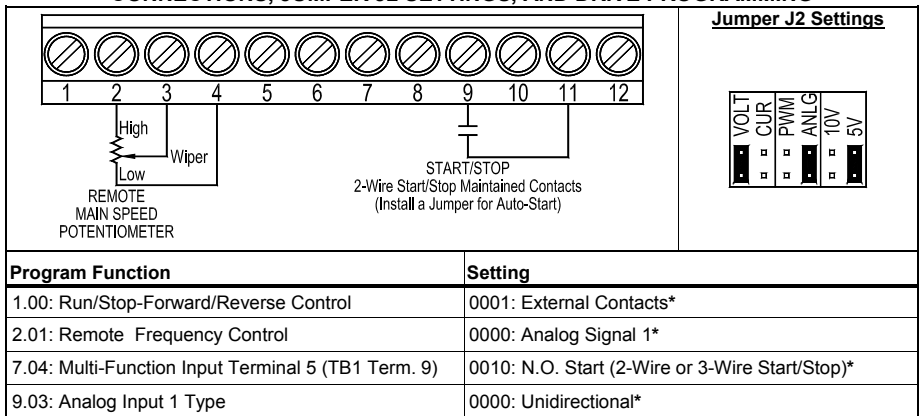 CONNECTIONS, JUMPER J2 SETTINGS, AND DRIVE PROGRAMMING
Jumper J2 Settings
1 2 3 4 5 6 7 8 9 10 11 12
High
Wiper
Low
REMOTE
MAIN SPEED
POTENTIOMETER
START/STOP
2-Wire Start/Stop Maintained Contacts
(Install a Jumper for Auto-Start)
VOLT
CUR
PWM
ANLG
10V
5V
Program Function Setting
1.00: Run/Stop-Forward/Reverse Control 0001: External Contacts*
2.01: Remote Frequency Control 0000: Analog Signal 1*
7.04: Multi-Function Input Terminal 5 (TB1 Term. 9) 0010: N.O. Start (2-Wire or 3-Wire Start/Stop)*
9.03: Analog Input 1 Type 0000: Unidirectional*